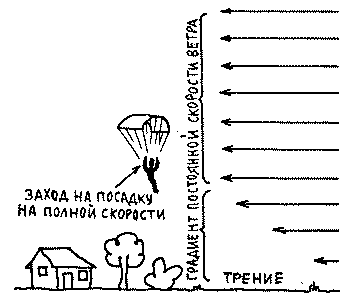 ЗАХОД НА ПОСАДКУ
НА ПОЛНОЙ СКОРОСТИ
ГРАДИЕНТ ПОСТОЯННОЙ СКОРОСТИ ВЕТРА
ТРЕНИЕ